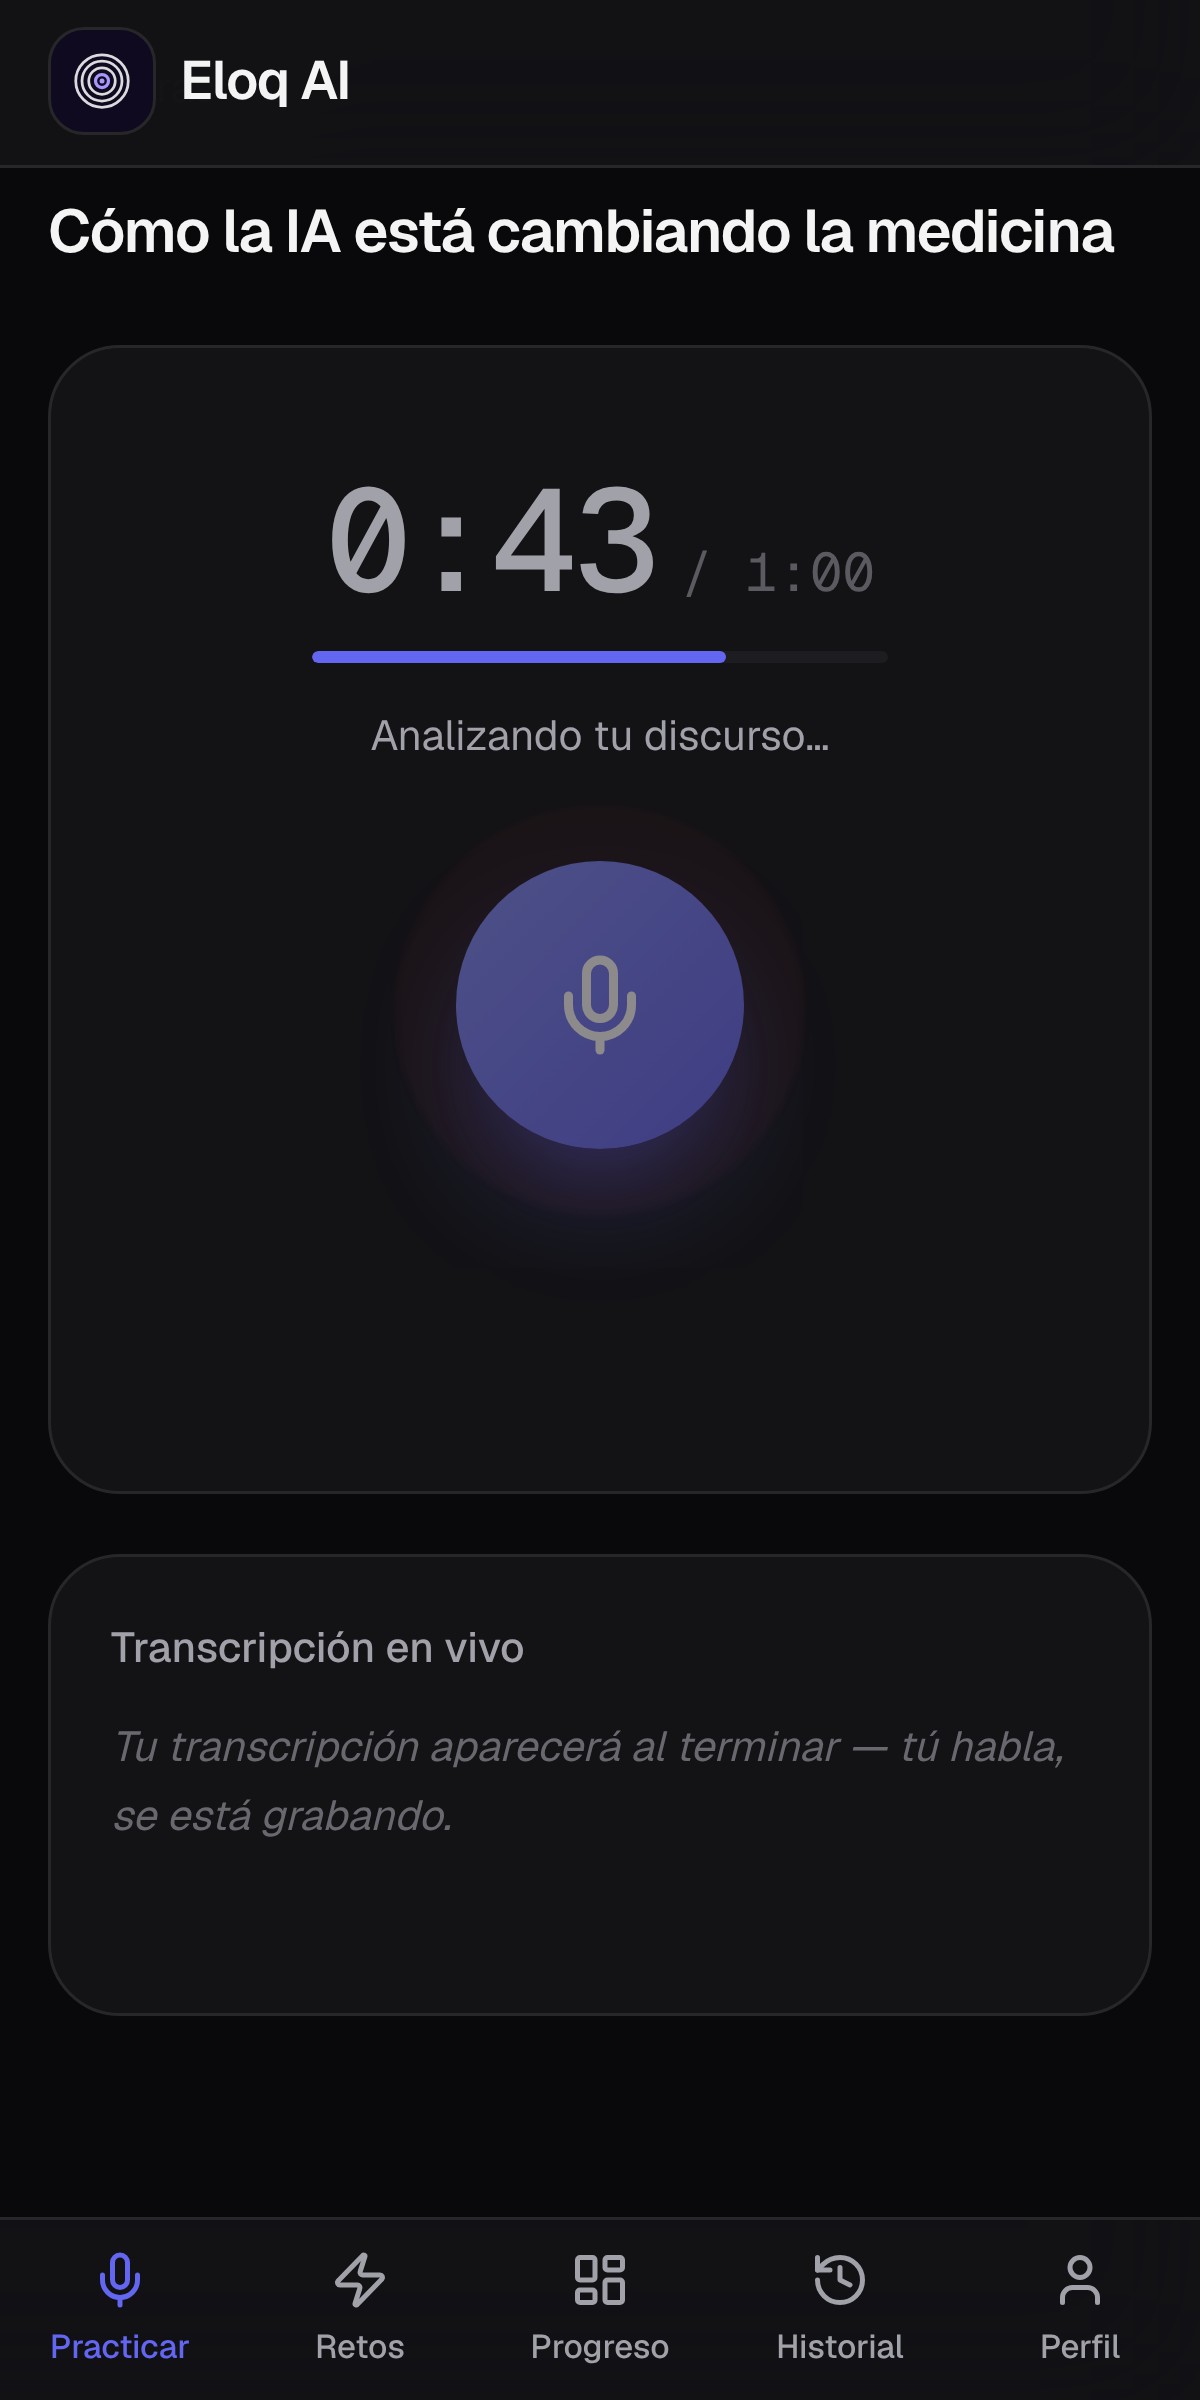 Eloq AI
Cómo la IA está cambiando la medicina
0:43 / 1:00
Analizando tu discurso...
Transcripción en vivo
Tu transcripción aparecerá al terminar — tú habla,
se está grabando.
Practicar Retos Progreso Historial Perfil